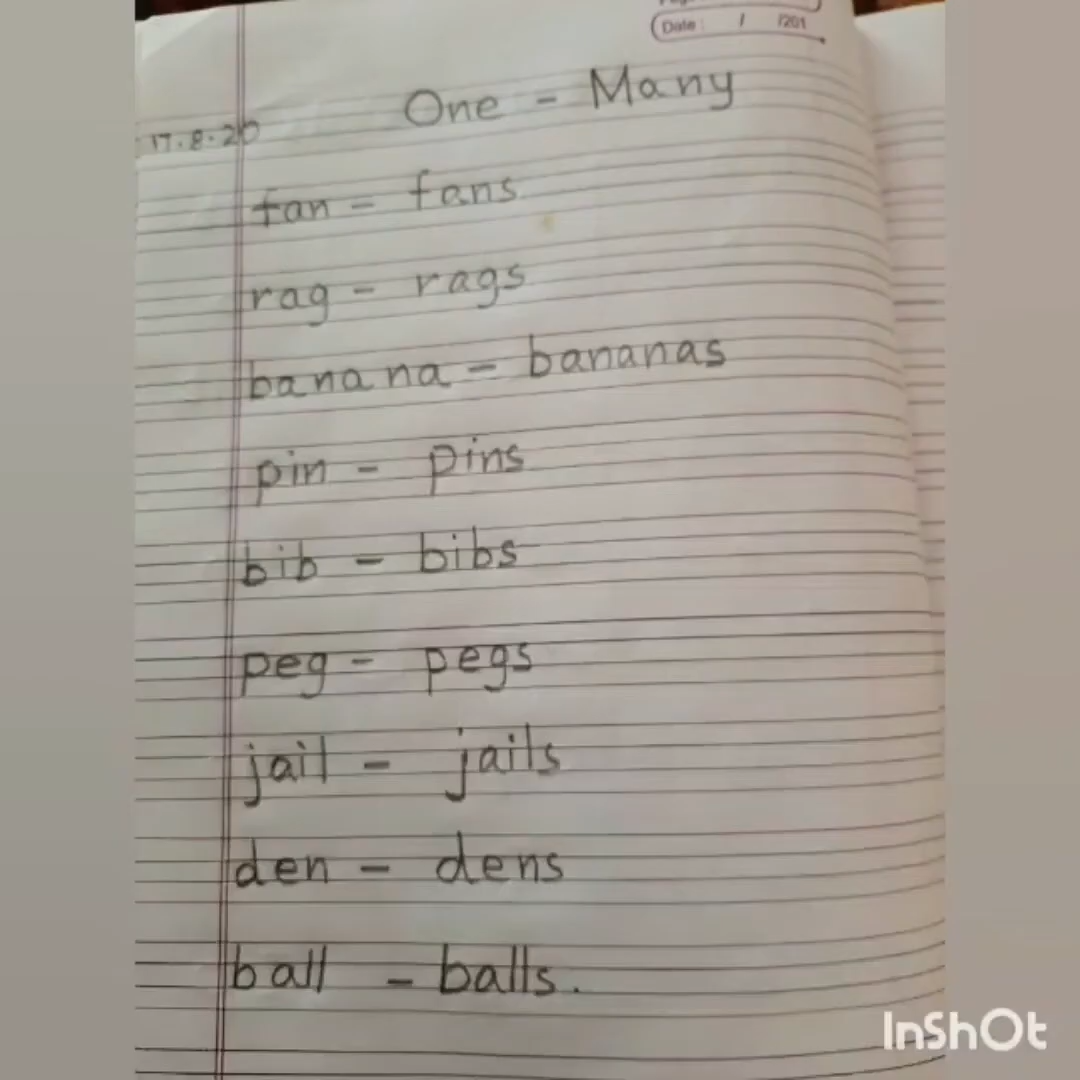 Date : / /201
One - Many
17.8.20
fan - fans
rag - rags
banana - bananas
pin - pins
bib - bibs
peg - pegs
jail - jails
den - dens
ball - balls.
InShOt